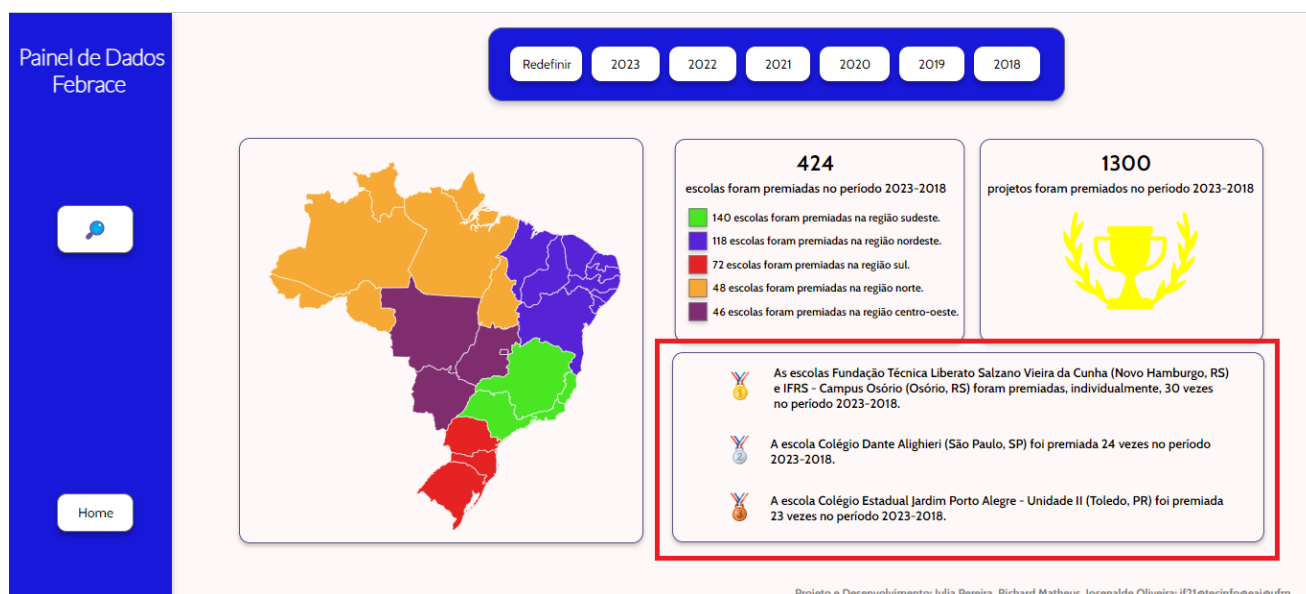 Painel de Dados
Febrace
Redefinir
2023
2022
2021
2020
2019
2018
424
escolas foram premiadas no período 2023-2018
140 escolas foram premiadas na região sudeste.
118 escolas foram premiadas na região nordeste.
72 escolas foram premiadas na região sul.
48 escolas foram premiadas na região norte.
46 escolas foram premiadas na região centro-oeste.
1300
projetos foram premiados no período 2023-2018
1
As escolas Fundação Técnica Liberato Salzano Vieira da Cunha (Novo Hamburgo, RS)
e IFRS - Campus Osório (Osório, RS) foram premiadas, individualmente, 30 vezes
no período 2023-2018.
2
A escola Colégio Dante Alighieri (São Paulo, SP) foi premiada 24 vezes no período
2023-2018.
3
A escola Colégio Estadual Jardim Porto Alegre - Unidade II (Toledo, PR) foi premiada
23 vezes no período 2023-2018.
Home
Projeto e Desenvolvimento: Julia Pereira, Richard Matheus, Josenalde Oliveira: